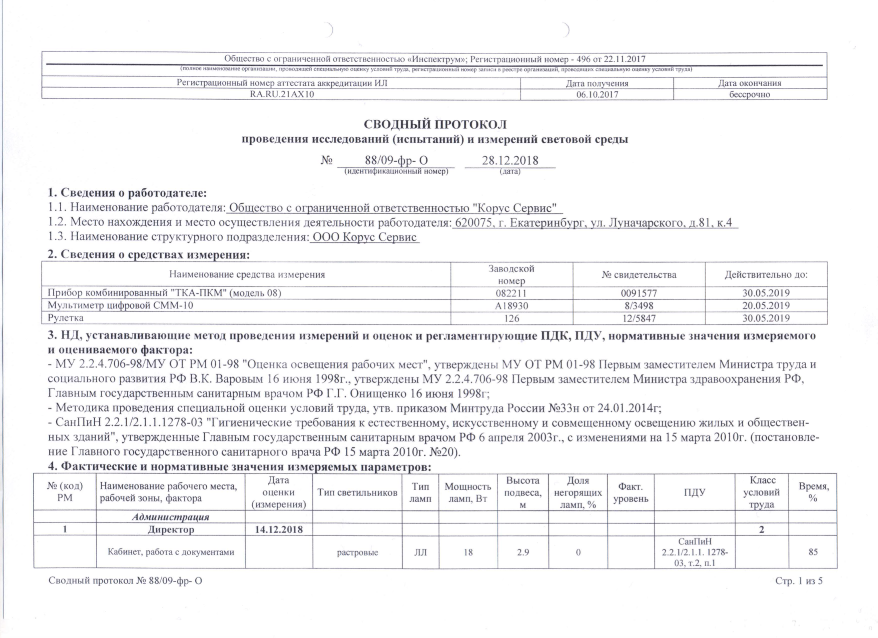 Общество с ограниченной ответственностью «Инспектрум»; Регистрационный номер - 496 от 22.11.2017
(полное наименование организации, проводящей специальную оценку условий труда, регистрационный номер записи в реестре организаций, проводящих специальную оценку условий труда)
Регистрационный номер аттестата аккредитации ИЛ Дата получения Дата окончания
RA.RU.21АХ10 06.10.2017 бессрочно
СВОДНЫЙ ПРОТОКОЛ
проведения исследований (испытаний) и измерений световой среды
№ 88/09-фр- О 28.12.2018
(идентификационный номер) (дата)
1. Сведения о работодателе:
1.1. Наименование работодателя: Общество с ограниченной ответственностью "Корус Сервис"
1.2. Место нахождения и место осуществления деятельности работодателя: 620075, г. Екатеринбург, ул. Луначарского, д.81, к.4
1.3. Наименование структурного подразделения: ООО Корус Сервис
2. Сведения о средствах измерения:
Наименование средства измерения Заводской номер № свидетельства Действительно до:
Прибор комбинированный "ТКА-ПКМ" (модель 08) 082211 0091577 30.05.2019
Мультиметр цифровой СММ-10 А18930 8/3498 20.05.2019
Рулетка 126 12/5847 30.05.2019
3. НД, устанавливающие метод проведения измерений и оценок и регламентирующие ПДК, ПДУ, нормативные значения измеряемого
и оцениваемого фактора:
- МУ 2.2.4.706-98/МУ ОТ РМ 01-98 "Оценка освещения рабочих мест", утверждены МУ ОТ РМ 01-98 Первым заместителем Министра труда и
социального развития РФ В.К. Варовым 16 июня 1998г., утверждены МУ 2.2.4.706-98 Первым заместителем Министра здравоохранения РФ,
Главным государственным санитарным врачом РФ Г.Г. Онищенко 16 июня 1998г;
- Методика проведения специальной оценки условий труда, утв. приказом Минтруда России №33н от 24.01.2014г;
- СанПиН 2.2.1/2.1.1.1278-03 "Гигиенические требования к естественному, искусственному и совмещенному освещению жилых и обществен-
ных зданий", утвержденные Главным государственным санитарным врачом РФ 6 апреля 2003г., с изменениями на 15 марта 2010г. (постановле-
ние Главного государственного санитарного врача РФ 15 марта 2010г. №20).
4. Фактические и нормативные значения измеряемых параметров:
№ (код) РМ Наименование рабочего места, рабочей зоны, фактора Дата оценки (измерения) Тип светильников Тип ламп Мощность ламп, Вт Высота подвеса, м Доля негорящих ламп, % Факт. уровень ПДУ Класс условий труда Время, %
Администрация
1 Директор 14.12.2018 2
Кабинет, работа с документами растровые ЛЛ 18 2.9 0 СанПиН 2.2.1/2.1.1. 1278-03, т.2, п.1 85
Сводный протокол № 88/09-фр- О Стр. 1 из 5